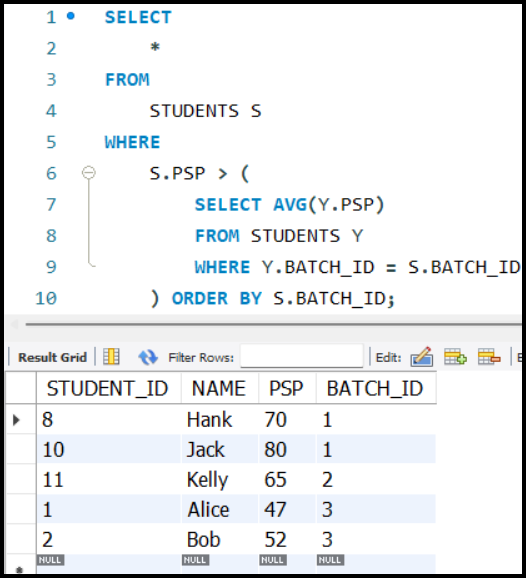 1 SELECT
2 *
3 FROM
4 STUDENTS S
5 WHERE
6 S.PSP > (
7 SELECT AVG(Y.PSP)
8 FROM STUDENTS Y
9 WHERE Y.BATCH_ID = S.BATCH_ID
10 ) ORDER BY S.BATCH_ID;
Result Grid Filter Rows: Edit:
STUDENT_ID NAME PSP BATCH_ID
8 Hank 70 1
10 Jack 80 1
11 Kelly 65 2
1 Alice 47 3
2 Bob 52 3
NULL NULL NULL NULL